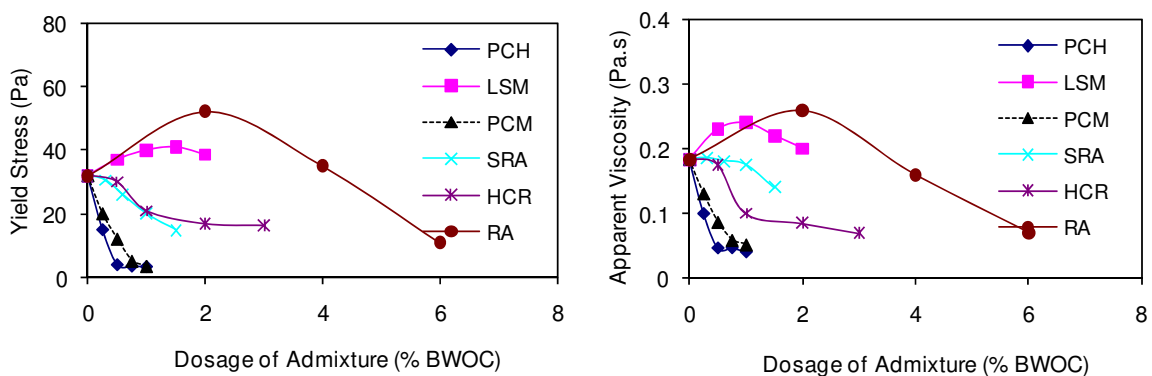 Yield Stress (Pa)
80
60
40
20
0
0 2 4 6 8
Dosage of Admixture (% BWOC)
PCH
LSM
PCM
SRA
HCR
RA
Apparent Viscosity (Pa.s)
0.4
0.3
0.2
0.1
0
0 2 4 6 8
Dosage of Admixture (% BWOC)
PCH
LSM
PCM
SRA
HCR
RA